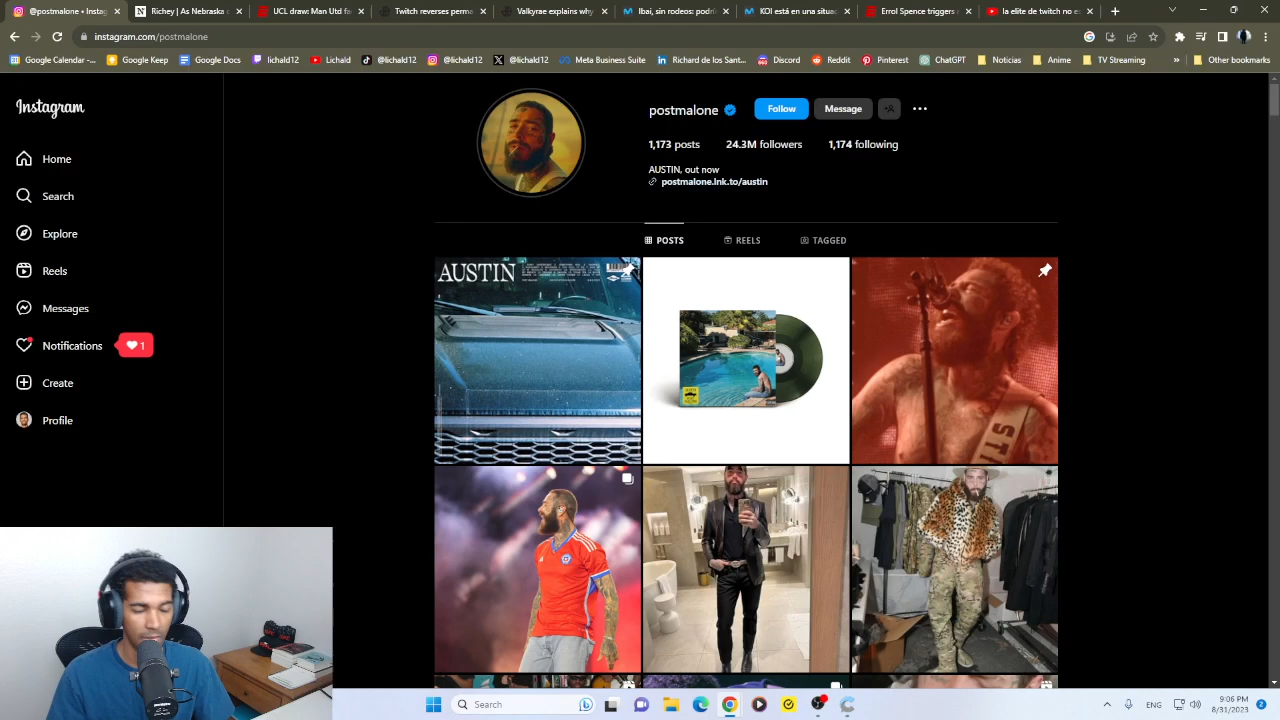 @postmalone • Instag
Richey | As Nebraska c
UCL draw: Man Utd fa
Twitch reverses perma
Valkyrae explains why
Ibai, sin rodeos: podrí
KOI está en una situac
Errol Spence triggers r
la elite de twitch no es
instagram.com/postmalone
Google Calendar -...
Google Keep
Google Docs
lichald12
Lichald
@lichald12
@lichald12
@lichald12
Meta Business Suite
Richard de los Sant...
Discord
Reddit
Pinterest
ChatGPT
Noticias
Anime
TV Streaming
»
Other bookmarks
Instagram
Home
Search
Explore
Reels
Messages
Notifications
1
Create
Profile
postmalone
Follow
Message
1,173 posts
24.3M followers
1,174 following
AUSTIN, out now
postmalone.lnk.to/austin
POSTS
REELS
TAGGED
AUSTIN
STA
Search
ENG
9:06 PM
8/31/2023
2